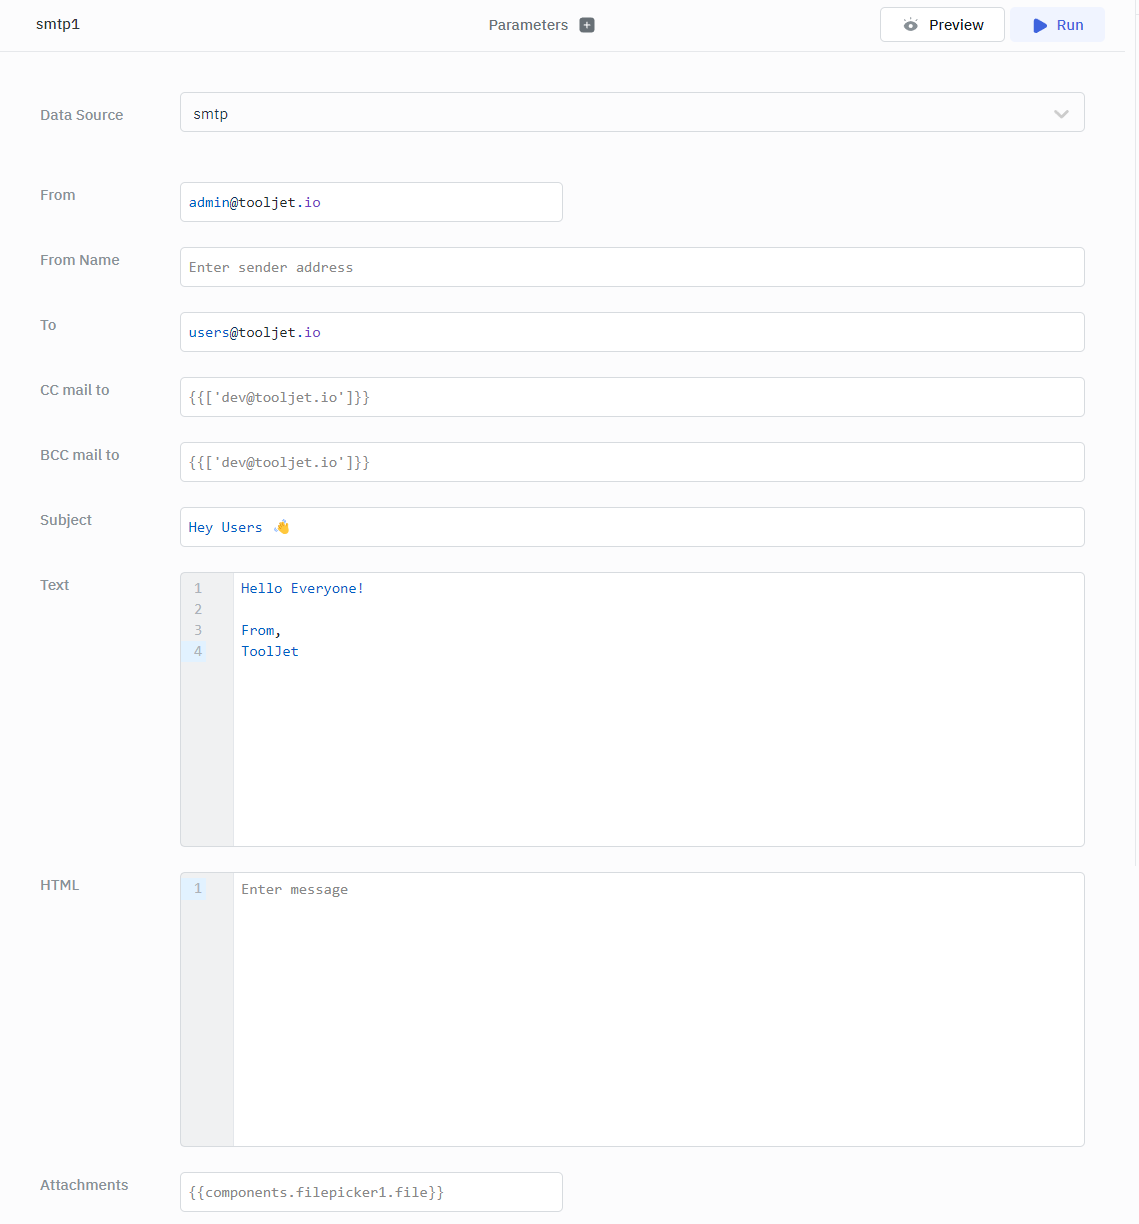 smtp1 Parameters + Preview Run
Data Source smtp
From admin@tooljet.io
From Name Enter sender address
To users@tooljet.io
CC mail to {{['dev@tooljet.io']}}
BCC mail to {{['dev@tooljet.io']}}
Subject Hey Users 👋
Text 1 Hello Everyone!
2
3 From,
4 ToolJet
HTML 1 Enter message
Attachments {{components.filepicker1.file}}